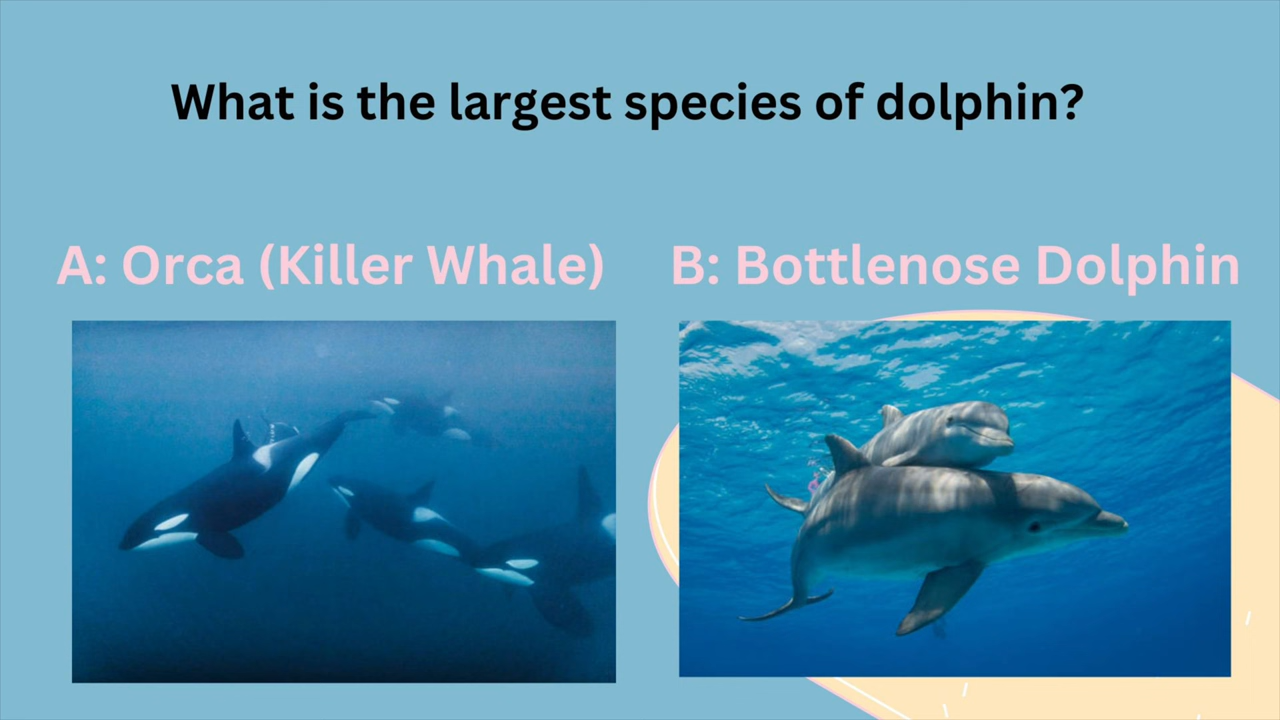 What is the largest species of dolphin?
A: Orca (Killer Whale)
B: Bottlenose Dolphin